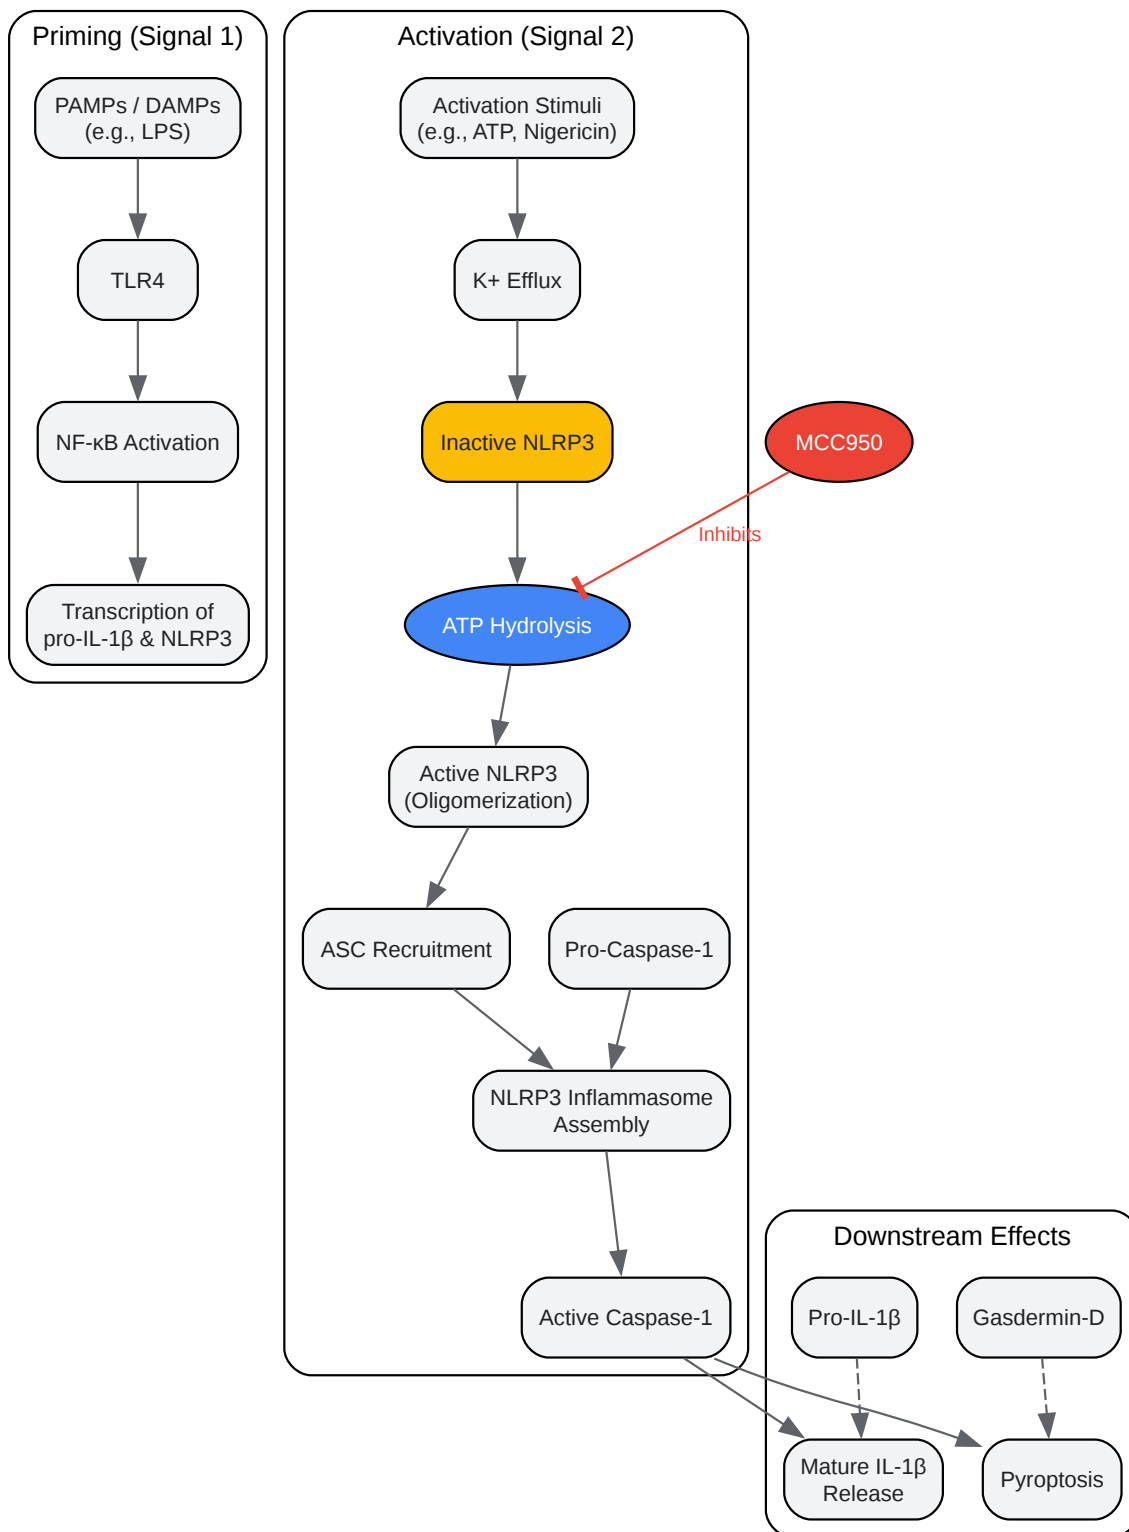 Priming (Signal 1)
PAMPs / DAMPs
(e.g., LPS)
TLR4
NF-κB Activation
Transcription of
pro-IL-1β & NLRP3
Activation (Signal 2)
Activation Stimuli
(e.g., ATP, Nigericin)
K+ Efflux
Inactive NLRP3
MCC950
Inhibits
ATP Hydrolysis
Active NLRP3
(Oligomerization)
ASC Recruitment
Pro-Caspase-1
NLRP3 Inflammasome
Assembly
Active Caspase-1
Downstream Effects
Pro-IL-1β
Gasdermin-D
Mature IL-1β
Release
Pyroptosis